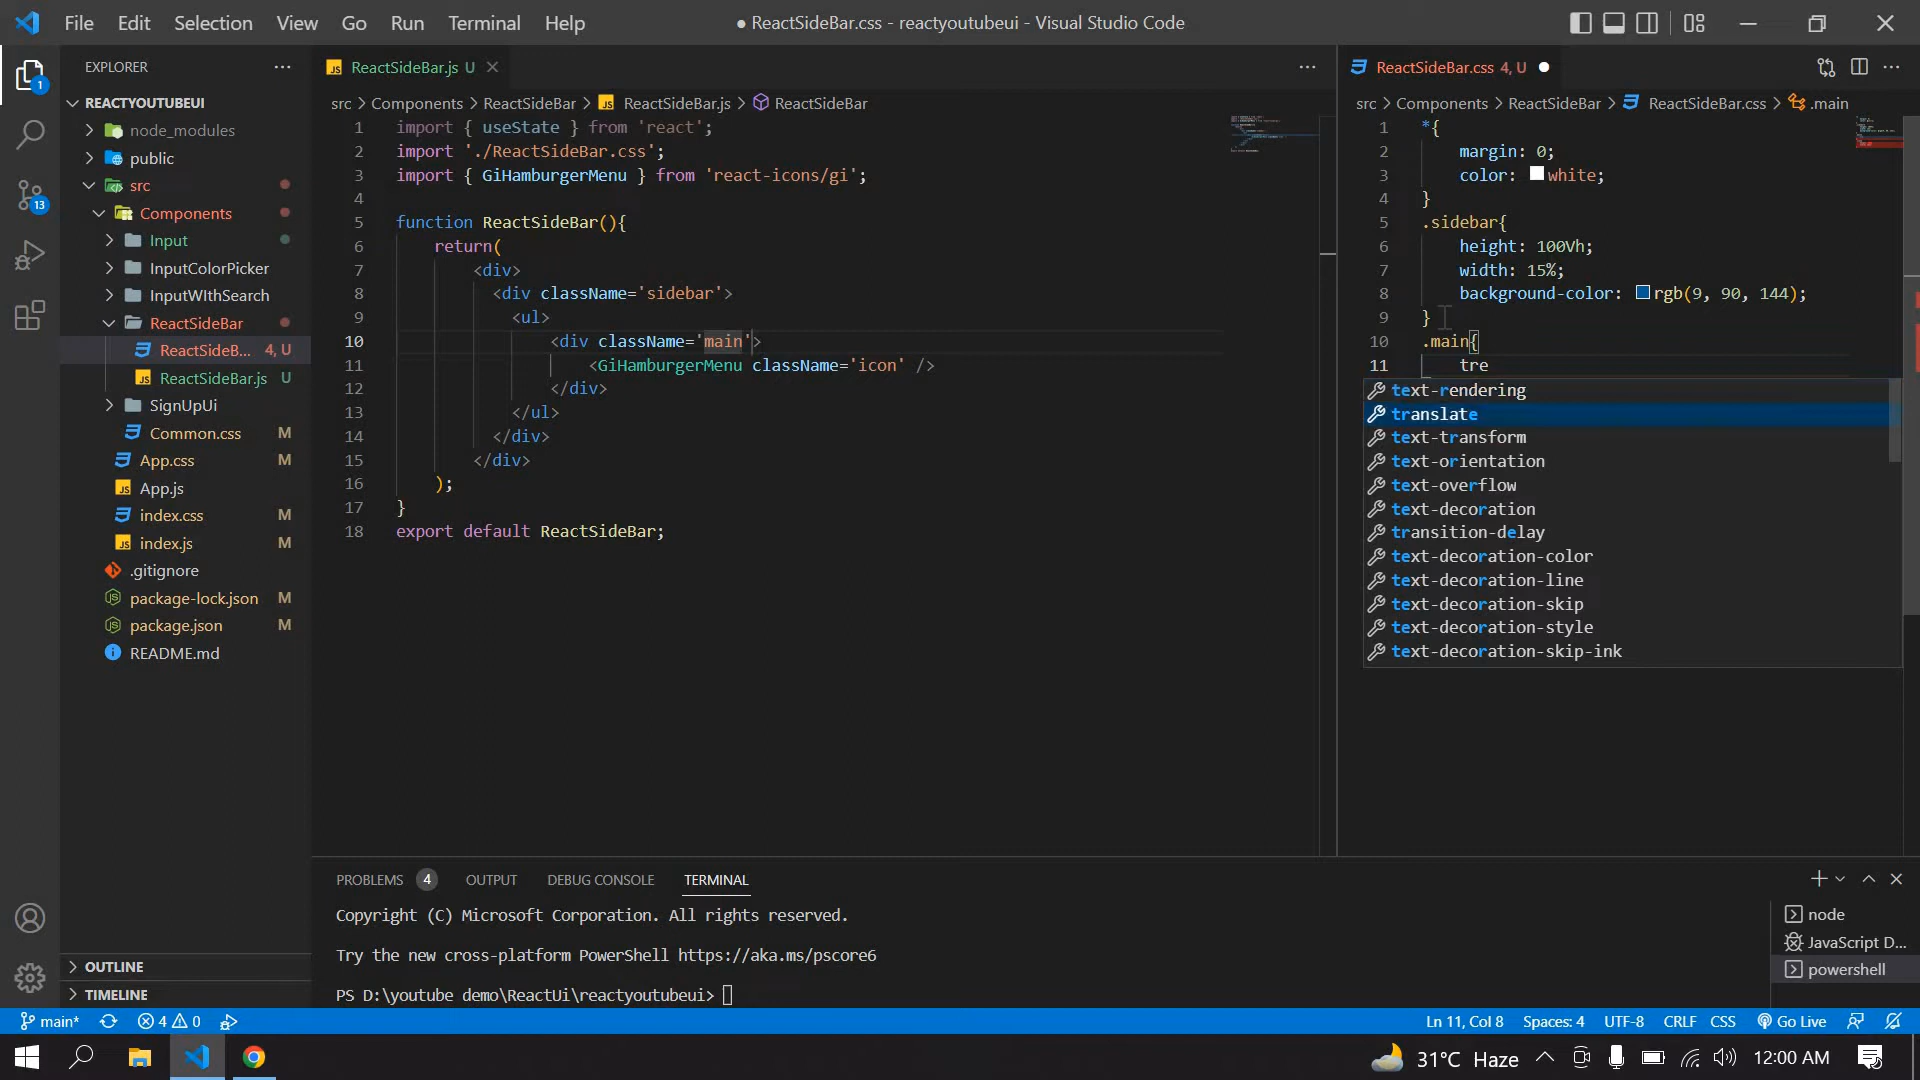 File Edit Selection View Go Run Terminal Help
● ReactSideBar.css - reactyoutubeui - Visual Studio Code
EXPLORER
REACTYOUTUBEUI
node_modules
public
src
Components
Input
InputColorPicker
InputWIthSearch
ReactSideBar
ReactSideB... 4, U
ReactSideBar.js U
SignUpUi
Common.css M
App.css M
App.js
index.css M
index.js M
.gitignore
package-lock.json M
package.json M
README.md
OUTLINE
TIMELINE
1
13
ReactSideBar.js U
src > Components > ReactSideBar > ReactSideBar.js > ReactSideBar
1 import { useState } from 'react';
2 import './ReactSideBar.css';
3 import { GiHamburgerMenu } from 'react-icons/gi';
4
5 function ReactSideBar(){
6 return(
7 <div>
8 <div className='sidebar'>
9 <ul>
10 <div className='main'>
11 <GiHamburgerMenu className='icon' />
12 </div>
13 </ul>
14 </div>
15 </div>
16 );
17 }
18 export default ReactSideBar;
ReactSideBar.css 4, U
src > Components > ReactSideBar > ReactSideBar.css > .main
1 *{
2 margin: 0;
3 color: white;
4 }
5 .sidebar{
6 height: 100Vh;
7 width: 15%;
8 background-color: rgb(9, 90, 144);
9 }
10 .main{
11 tre
text-rendering
translate
text-transform
text-orientation
text-overflow
text-decoration
transition-delay
text-decoration-color
text-decoration-line
text-decoration-skip
text-decoration-style
text-decoration-skip-ink
PROBLEMS 4 OUTPUT DEBUG CONSOLE TERMINAL
Copyright (C) Microsoft Corporation. All rights reserved.
Try the new cross-platform PowerShell https://aka.ms/pscore6
PS D:\youtube demo\ReactUi\reactyoutubeui>
node
JavaScript D...
powershell
main* 4 0
Ln 11, Col 8 Spaces: 4 UTF-8 CRLF CSS Go Live
31°C Haze 12:00 AM